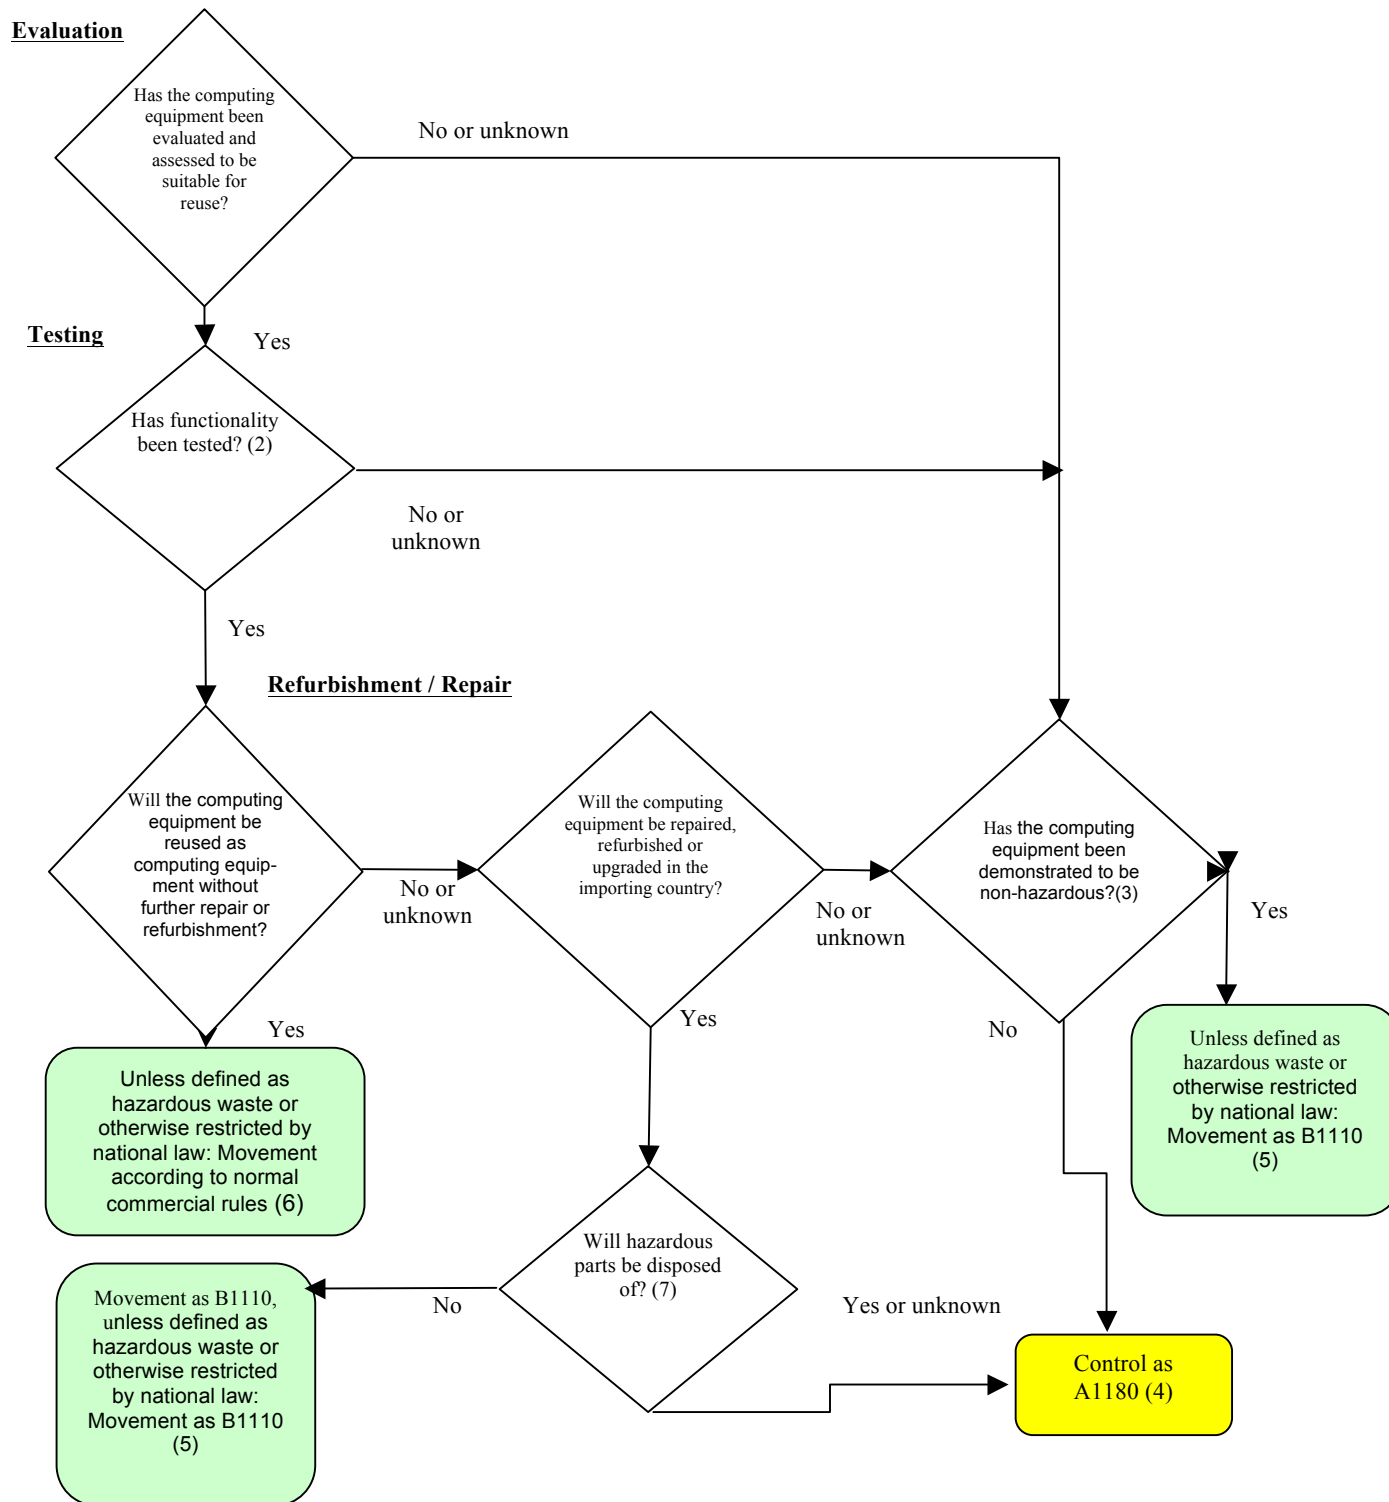 Evaluation
Has the computing
equipment been
evaluated and
assessed to be
suitable for
reuse?
No or unknown
Yes
Testing
Has functionality
been tested? (2)
No or
unknown
Yes
Refurbishment / Repair
Will the computing
equipment be
reused as
computing equip-
ment without
further repair or
refurbishment?
No or
unknown
Yes
Will the computing
equipment be repaired,
refurbished or
upgraded in the
importing country?
No or
unknown
Yes
Has the computing
equipment been
demonstrated to be
non-hazardous?(3)
Yes
No
Unless defined as
hazardous waste or
otherwise restricted by
national law: Movement
according to normal
commercial rules (6)
Unless defined as
hazardous waste or
otherwise restricted
by national law:
Movement as B1110
(5)
Will hazardous
parts be disposed
of? (7)
No
Yes or unknown
Movement as B1110,
unless defined as
hazardous waste or
otherwise restricted
by national law:
Movement as B1110
(5)
Control as
A1180 (4)